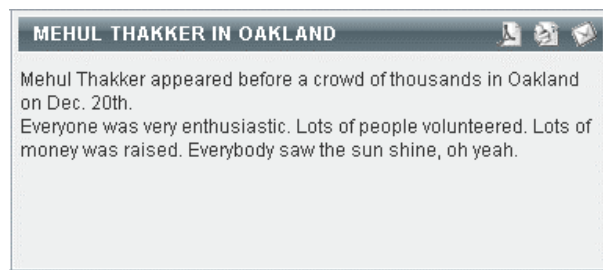 MEHUL THAKKER IN OAKLAND
Mehul Thakker appeared before a crowd of thousands in Oakland
on Dec. 20th.
Everyone was very enthusiastic. Lots of people volunteered. Lots of
money was raised. Everybody saw the sun shine, oh yeah.